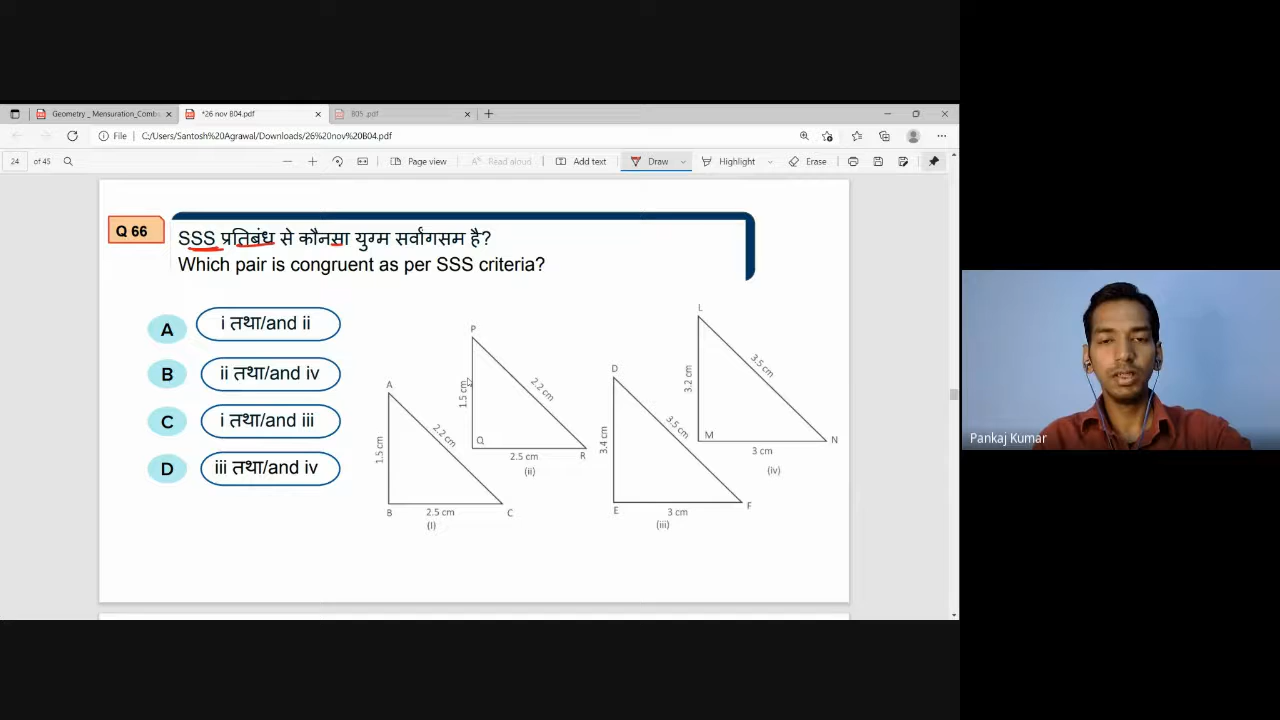 Geometry _ Mensuration_Comb
*26 nov B04.pdf
B05 .pdf
File
C:/Users/Santosh%20Agrawal/Downloads/26%20nov%20B04.pdf
24 of 45
Page view
Read aloud
Add text
Draw
Highlight
Erase
Q 66
SSS प्रतिबंध से कौनसा युग्म सर्वांगसम है?
Which pair is congruent as per SSS criteria?
A
i तथा/and ii
B
ii तथा/and iv
C
i तथा/and iii
D
iii तथा/and iv
A
1.5 cm
2.2 cm
B
2.5 cm
C
(i)
P
1.5 cm
2.2 cm
Q
2.5 cm
R
(ii)
D
3.4 cm
3.5 cm
E
3 cm
F
(iii)
L
3.2 cm
3.5 cm
M
3 cm
N
(iv)
Pankaj Kumar